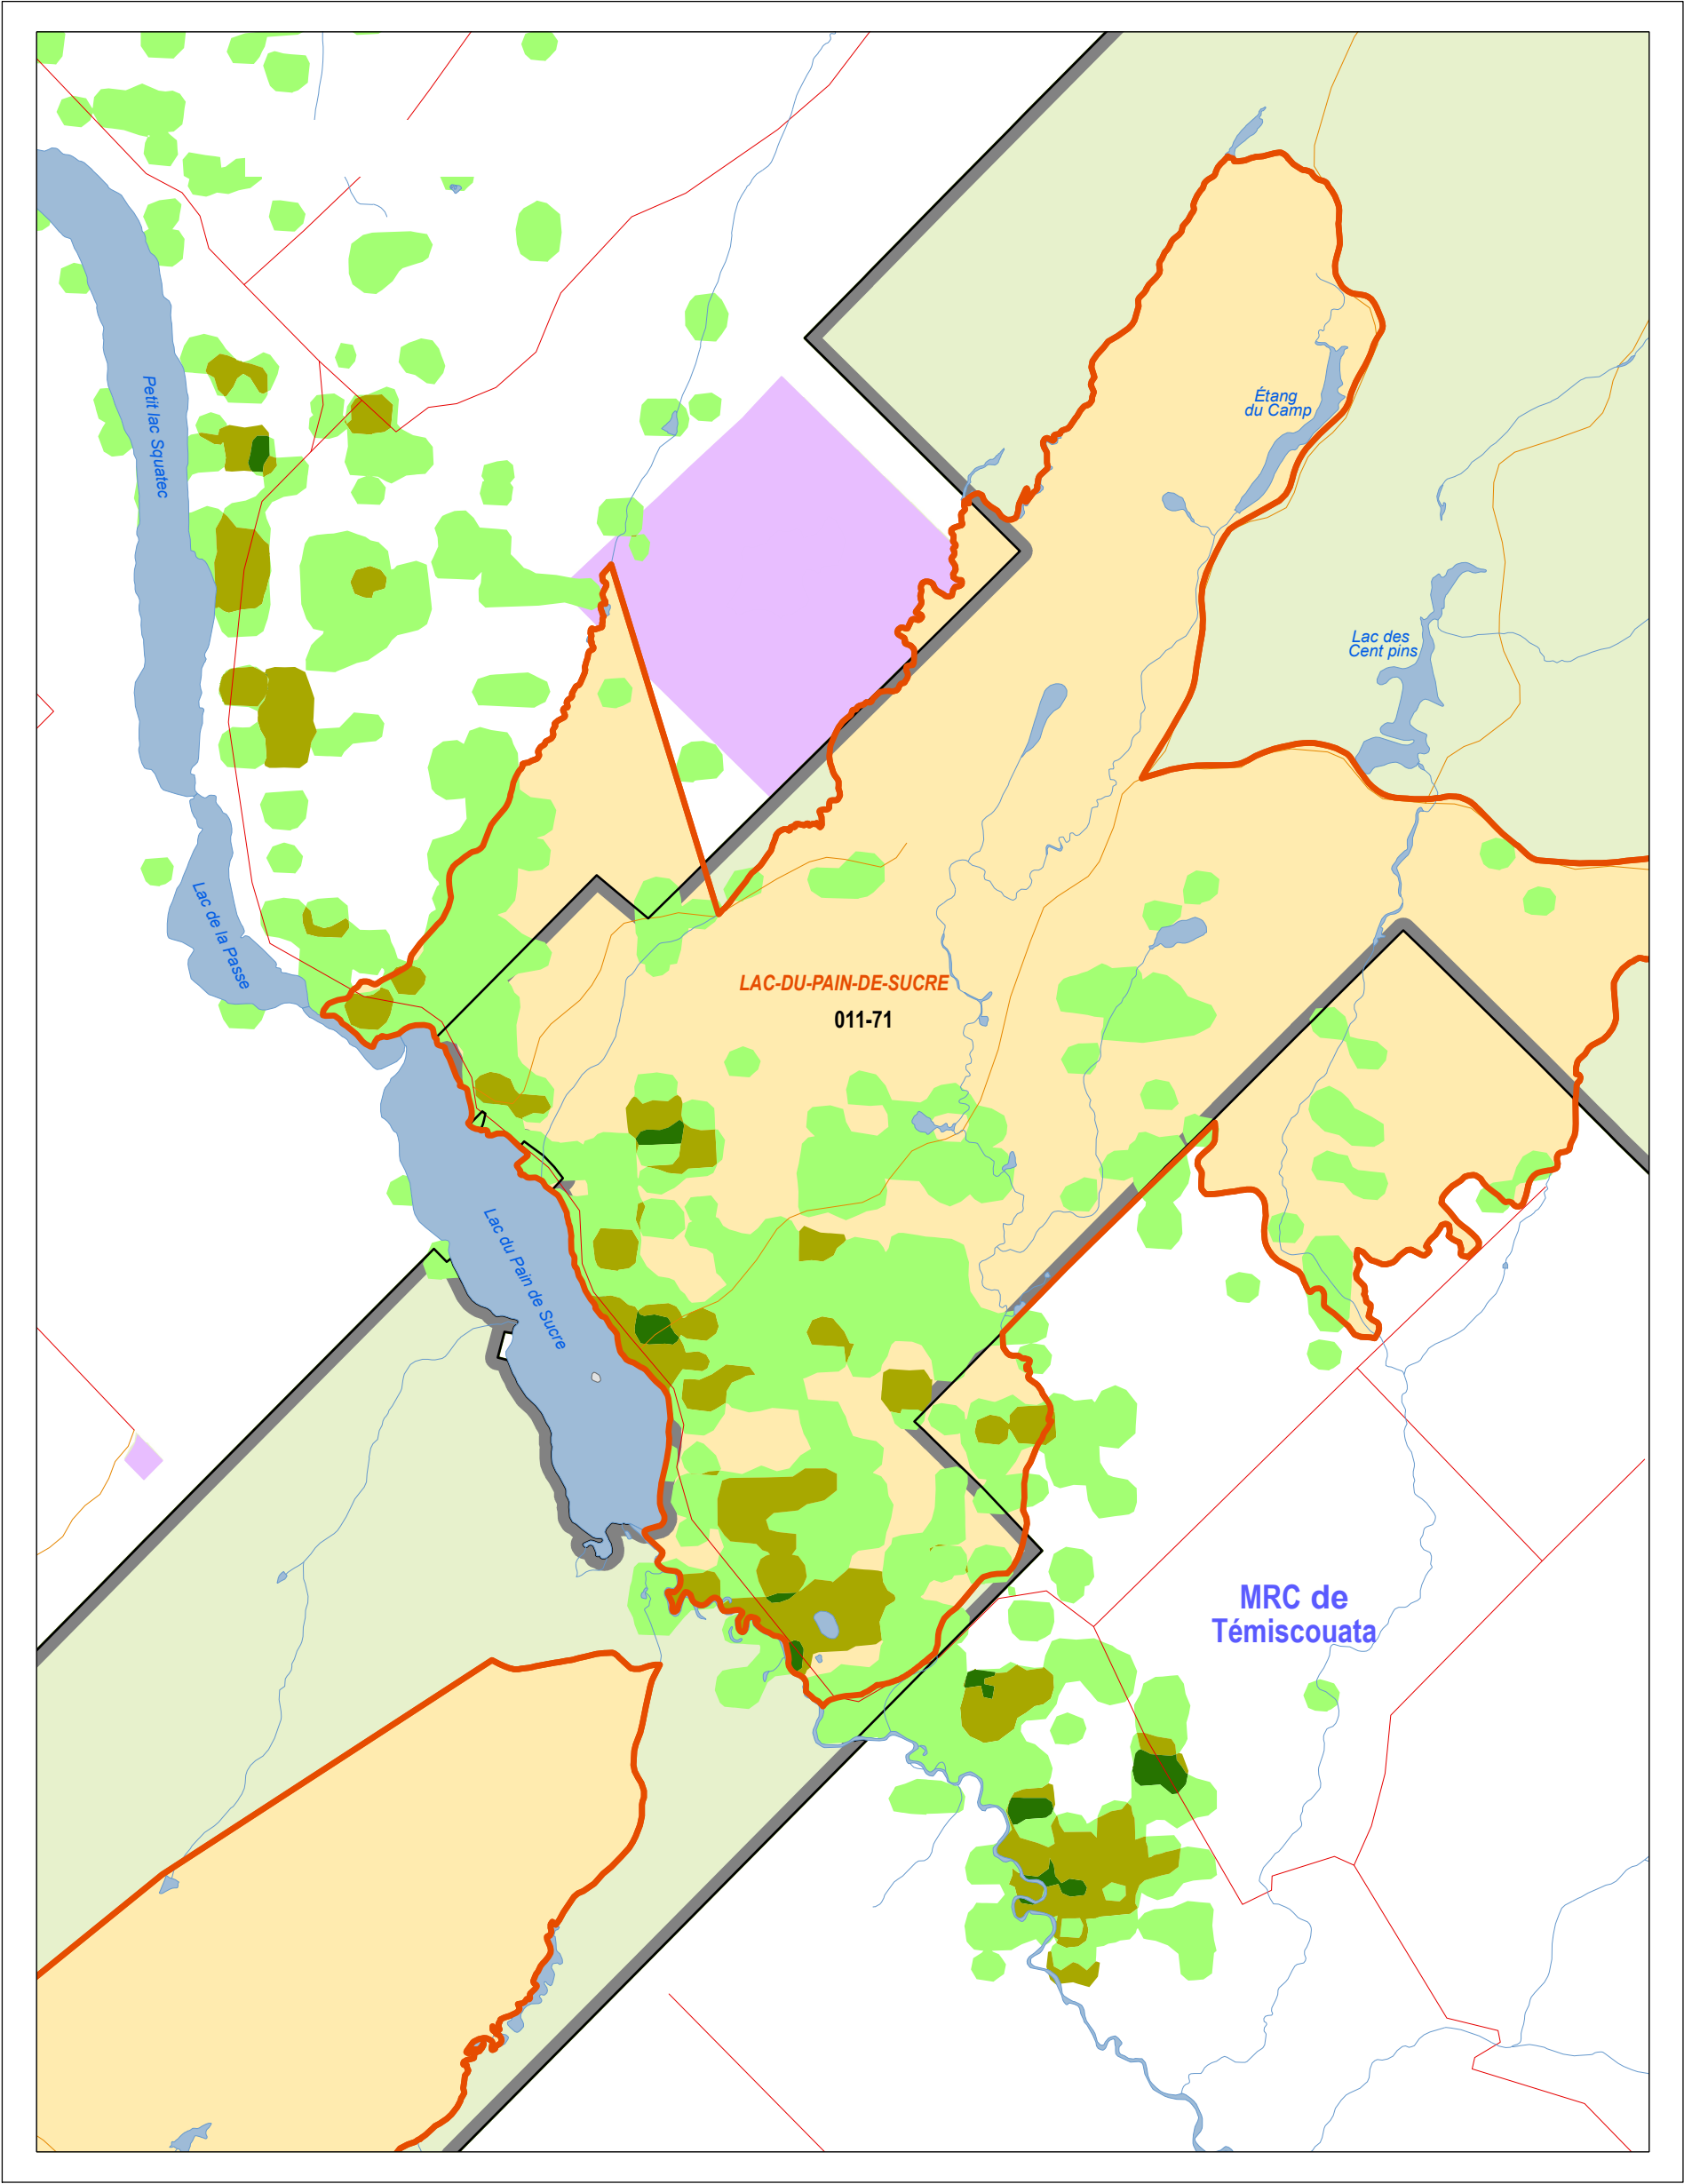 Étang
du Camp
Petit lac Squatec
Lac des
Cent pins
Lac de la Passe
LAC-DU-PAIN-DE-SUCRE
011-71
Lac du Pain de Sucre
MRC de
Témiscouata